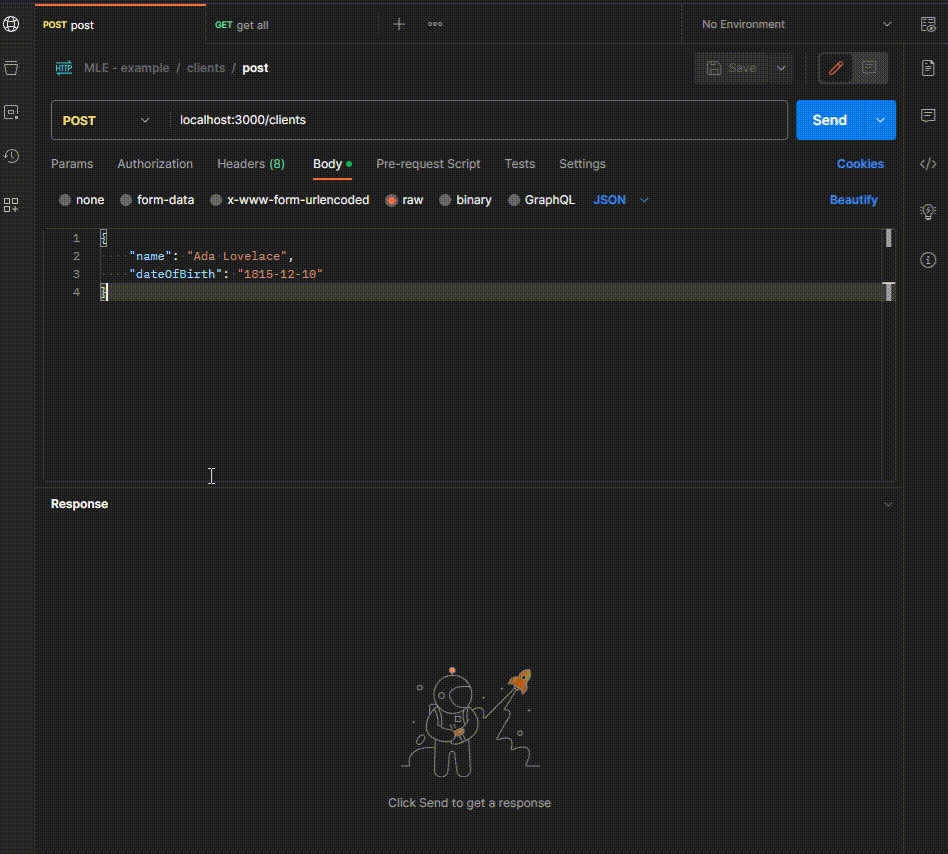 POST post GET get all No Environment
HTTP MLE - example / clients / post Save
POST localhost:3000/clients Send
Params Authorization Headers (8) Body Pre-request Script Tests Settings Cookies
none form-data x-www-form-urlencoded raw binary GraphQL JSON Beautify
1 {
2 "name": "Ada Lovelace",
3 "dateOfBirth": "1815-12-10"
4 }
Response
Click Send to get a response